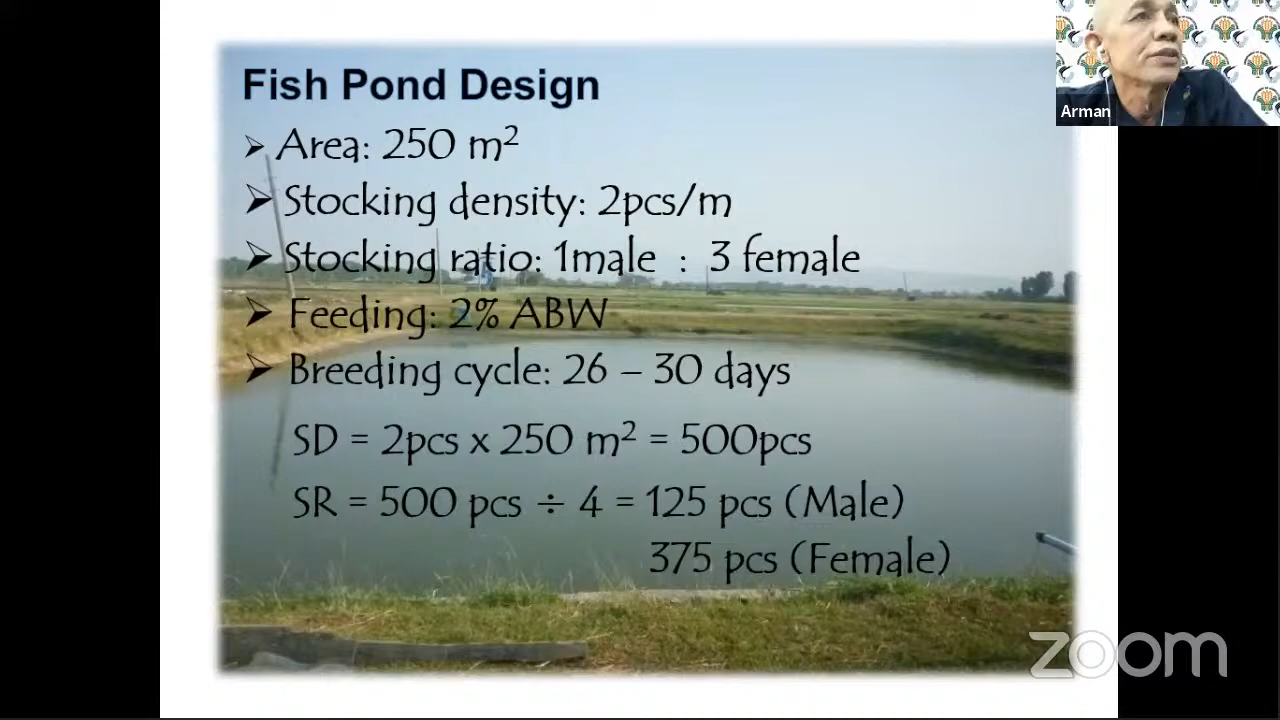 Fish Pond Design
Area: 250 m²
Stocking density: 2pcs/m
Stocking ratio: 1male : 3 female
Feeding: 2% ABW
Breeding cycle: 26 – 30 days
SD = 2pcs x 250 m² = 500pcs
SR = 500 pcs ÷ 4 = 125 pcs (Male)
375 pcs (Female)
Arman
zoom